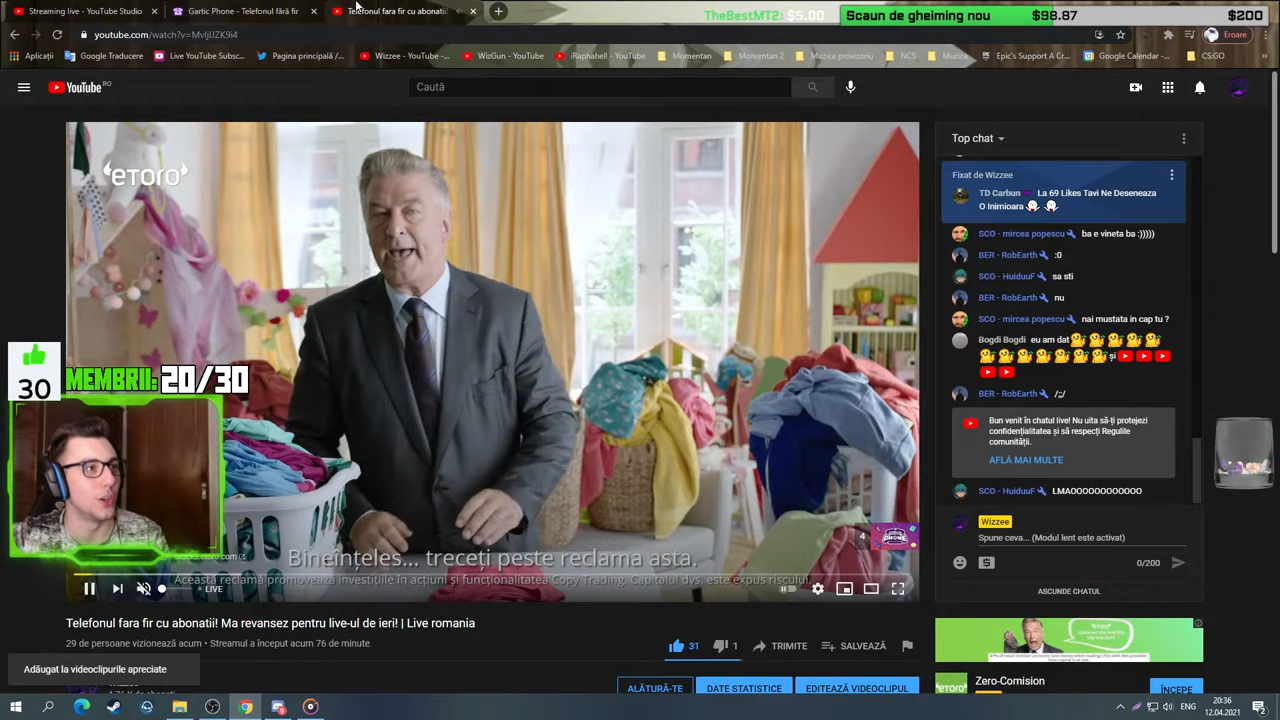 Streaming live - YouTube Studio
Gartic Phone - Telefonul fără fir
Telefonul fara fir cu abonatii
TheBestMT2: $5.00
Scaun de gheiming nou $98.87 $200
youtube.com/watch?v=MvljUZK9i4
Eroare
Aplicații
Google Traducere
Live YouTube Subsc...
Pagina principală /...
Wizzee - YouTube
WizGun - YouTube
iRaphahell - YouTube
Momentan
Momentan 2
Muzica provizoriu
NCS
Muzica
Epic's Support A Cr...
Google Calendar -...
CS:GO
YouTube RO
Caută
Top chat
eToro
Fixat de Wizzee
TD Carbun La 69 Likes Tavi Ne Deseneaza
O Inimioara
SCO - mircea popescu ba e vineta ba :)))))
BER - RobEarth :0
SCO - HuiduuF sa sti
BER - RobEarth nu
SCO - mircea popescu nai mustata in cap tu ?
Bogdi Bogdi eu am dat
și
BER - RobEarth /;;/
Bun venit în chatul live! Nu uita să-ți protejezi
confidențialitatea și să respecți Regulile
comunității.
AFLĂ MAI MULTE
SCO - HuiduuF LMAOOOOOOOOOOO
Wizzee
Spune ceva... (Modul lent este activat)
0/200
ASCUNDE CHATUL
30
MEMBRII: 20/30
4
Bineînțeles... treceți peste reclama asta.
Această reclamă promovează investițiile în acțiuni și funcționalitatea Copy Trading. Capitalul dvs. este expus riscului.
LIVE
Telefonul fara fir cu abonatii! Ma revansez pentru live-ul de ieri! | Live romania
29 de persoane vizionează acum • Streamul a început acum 76 de minute
31
1
TRIMITE
SALVEAZĂ
Adăugat la videoclipurile apreciate
ALĂTURĂ-TE
DATE STATISTICE
EDITEAZĂ VIDEOCLIPUL
eToro
Zero-Comision
ÎNCEPE
ENG
20:36
12.04.2021
2